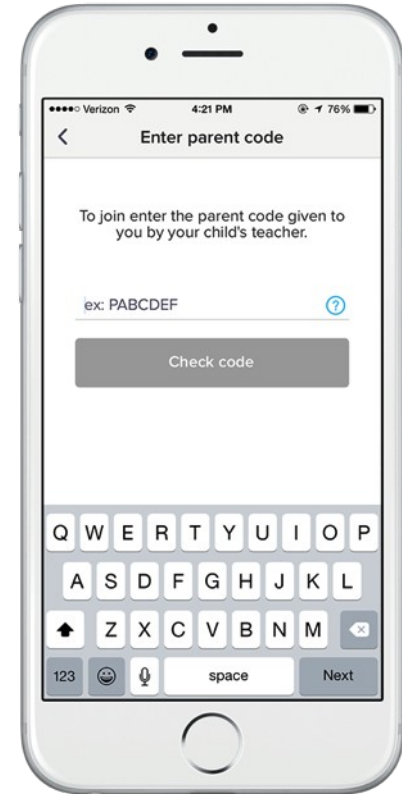 Verizon 4:21 PM 76%
Enter parent code
To join enter the parent code given to
you by your child's teacher.
ex: PABCDEF ?
Check code
Q W E R T Y U I O P
A S D F G H J K L
Z X C V B N M
123 space Next